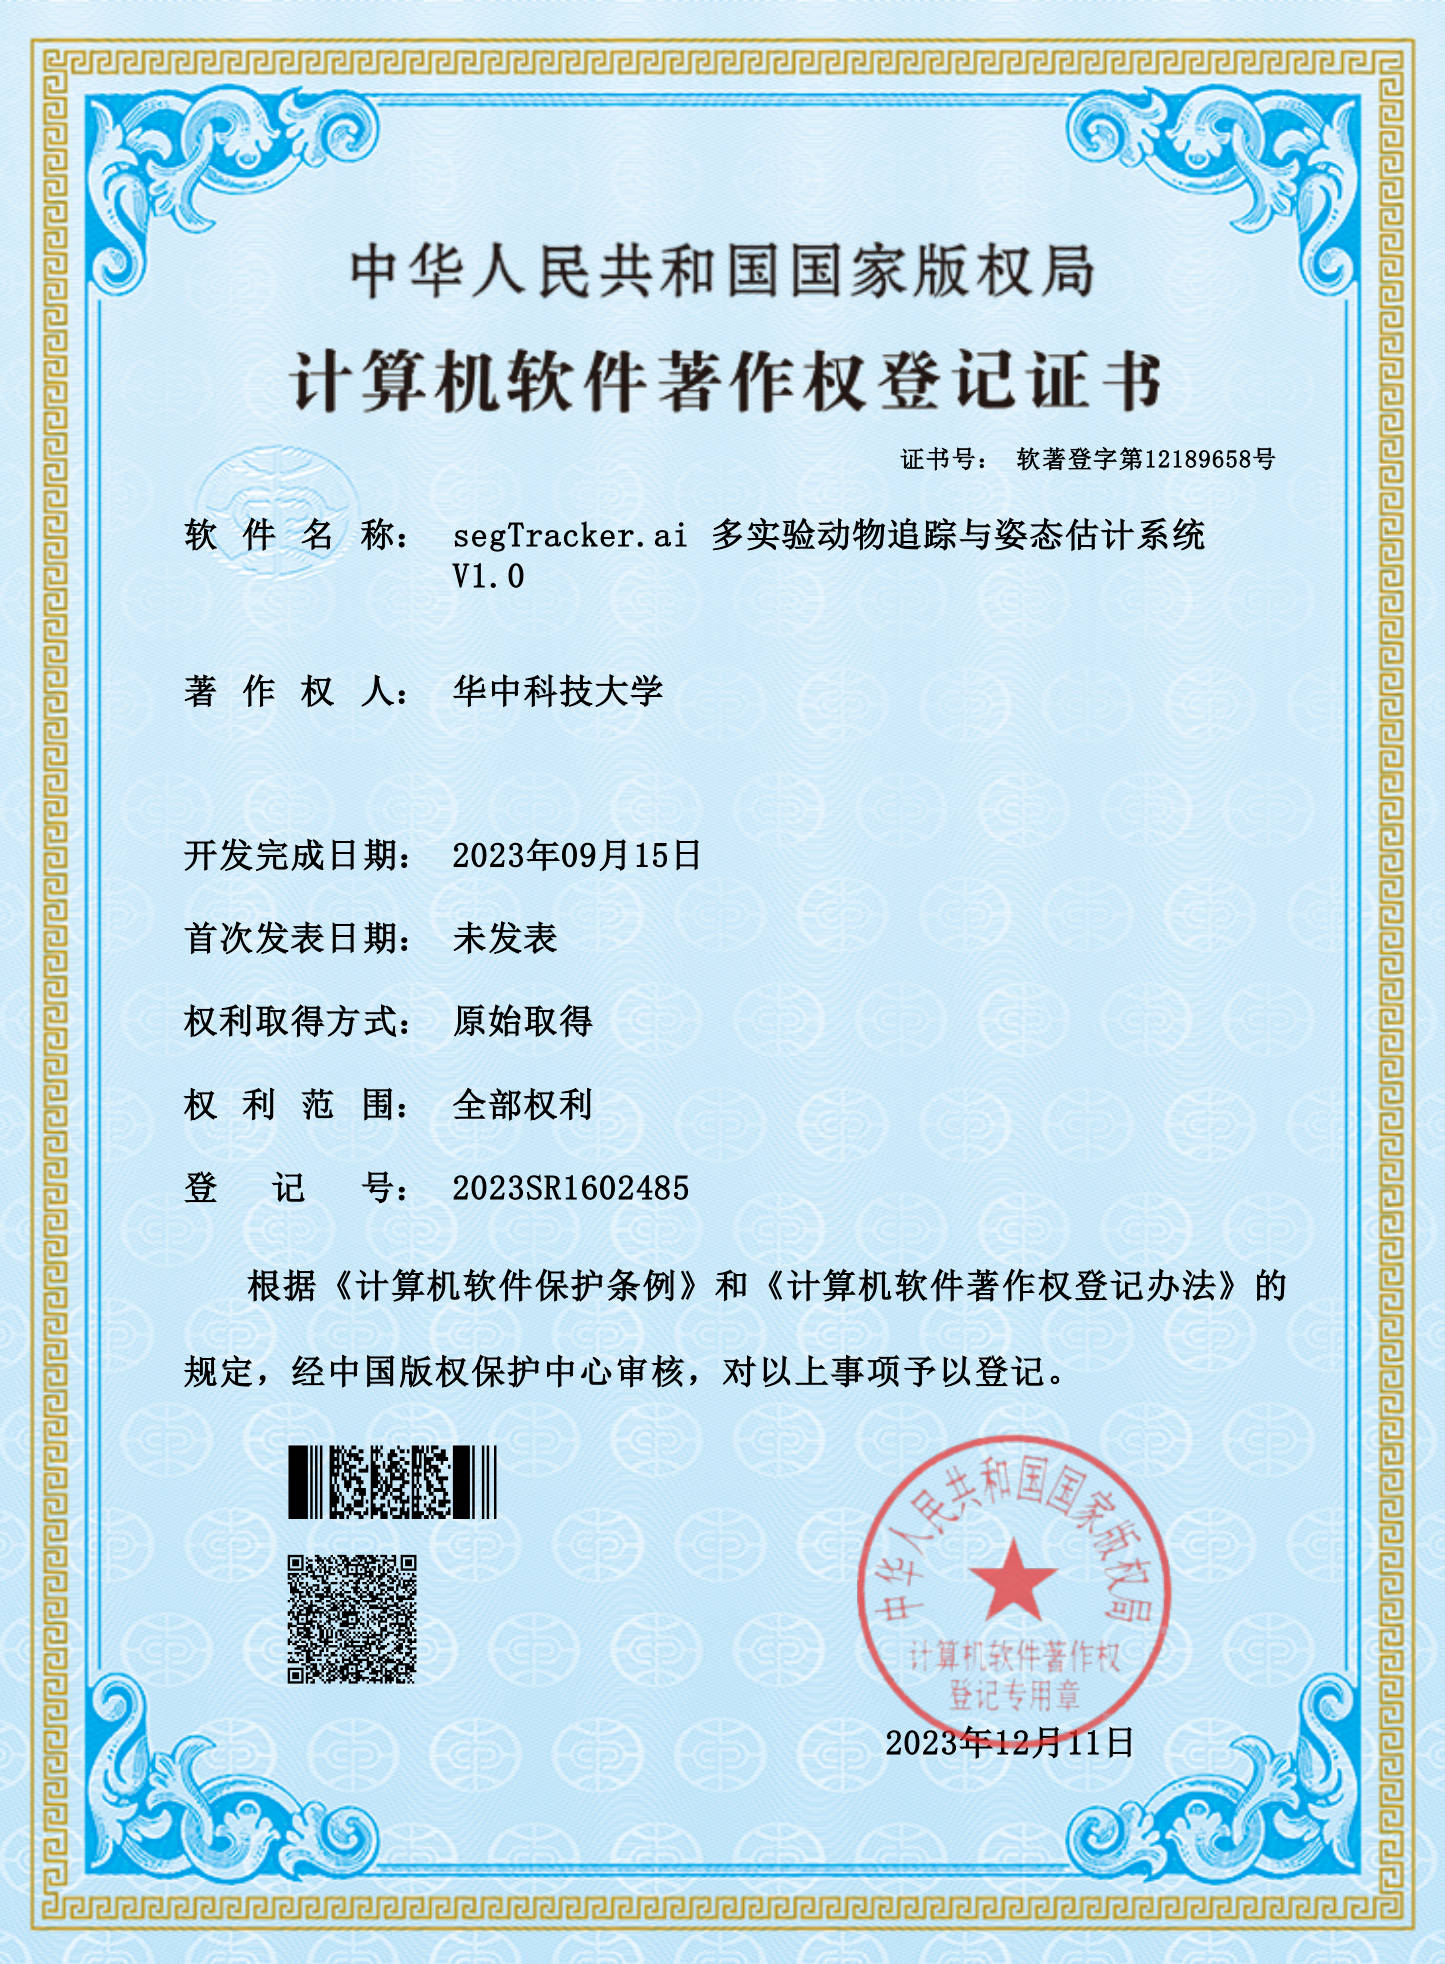 中华人民共和国国家版权局
计算机软件著作权登记证书
证书号： 软著登字第12189658号
软件名称： segTracker.ai 多实验动物追踪与姿态估计系统
V1.0
著作权人： 华中科技大学
开发完成日期： 2023年09月15日
首次发表日期： 未发表
权利取得方式： 原始取得
权利范围： 全部权利
登记号： 2023SR1602485
根据《计算机软件保护条例》和《计算机软件著作权登记办法》的
规定，经中国版权保护中心审核，对以上事项予以登记。
中华人民共和国国家版权局
计算机软件著作权
登记专用章
2023年12月11日